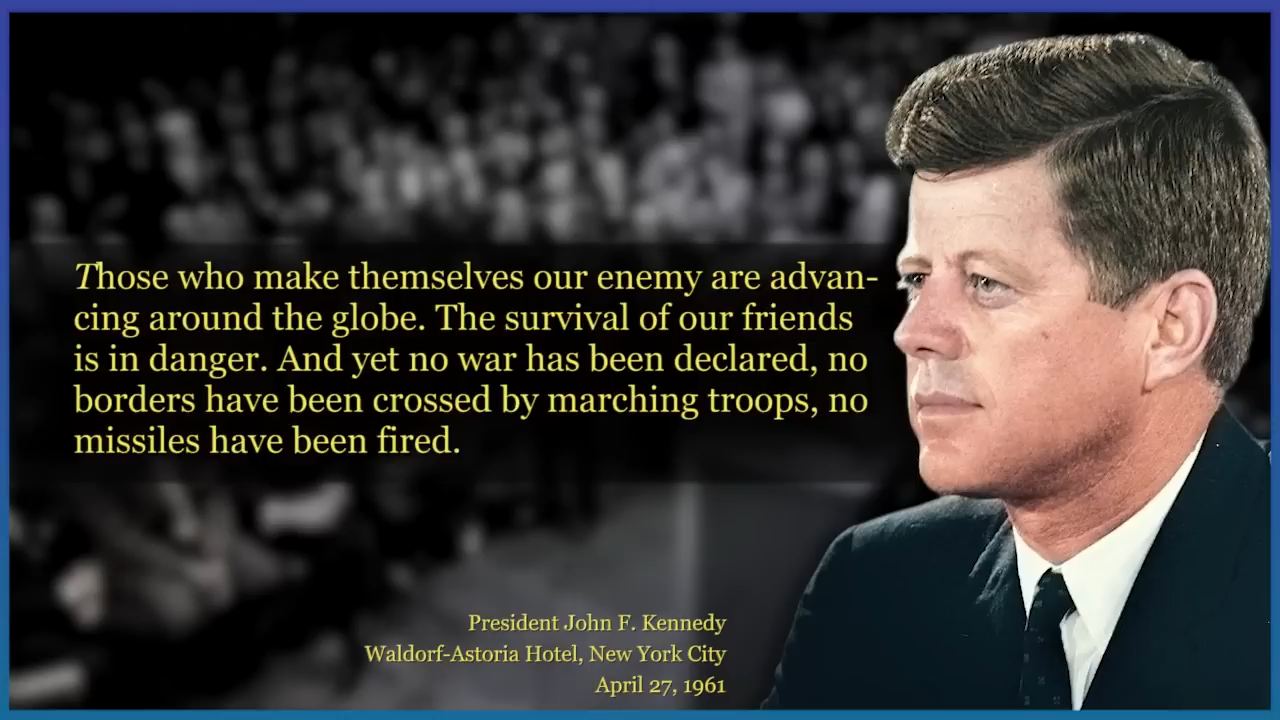 Those who make themselves our enemy are advan-
cing around the globe. The survival of our friends
is in danger. And yet no war has been declared, no
borders have been crossed by marching troops, no
missiles have been fired.
President John F. Kennedy
Waldorf-Astoria Hotel, New York City
April 27, 1961